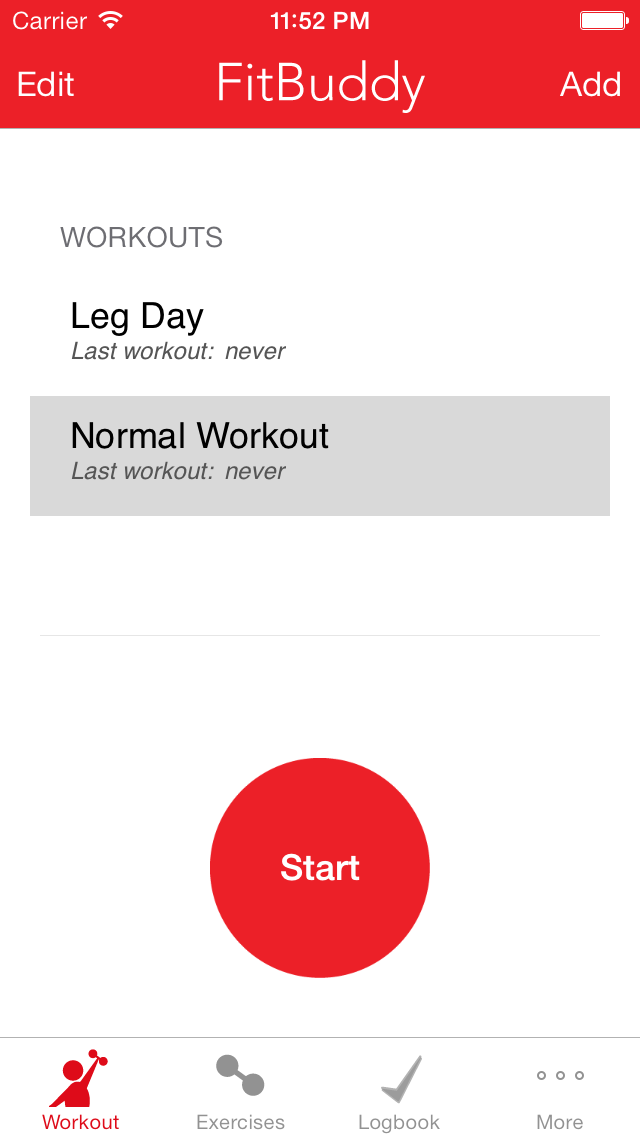 Carrier 11:52 PM
Edit FitBuddy Add
WORKOUTS
Leg Day
Last workout: never
Normal Workout
Last workout: never
Start
Workout Exercises Logbook More